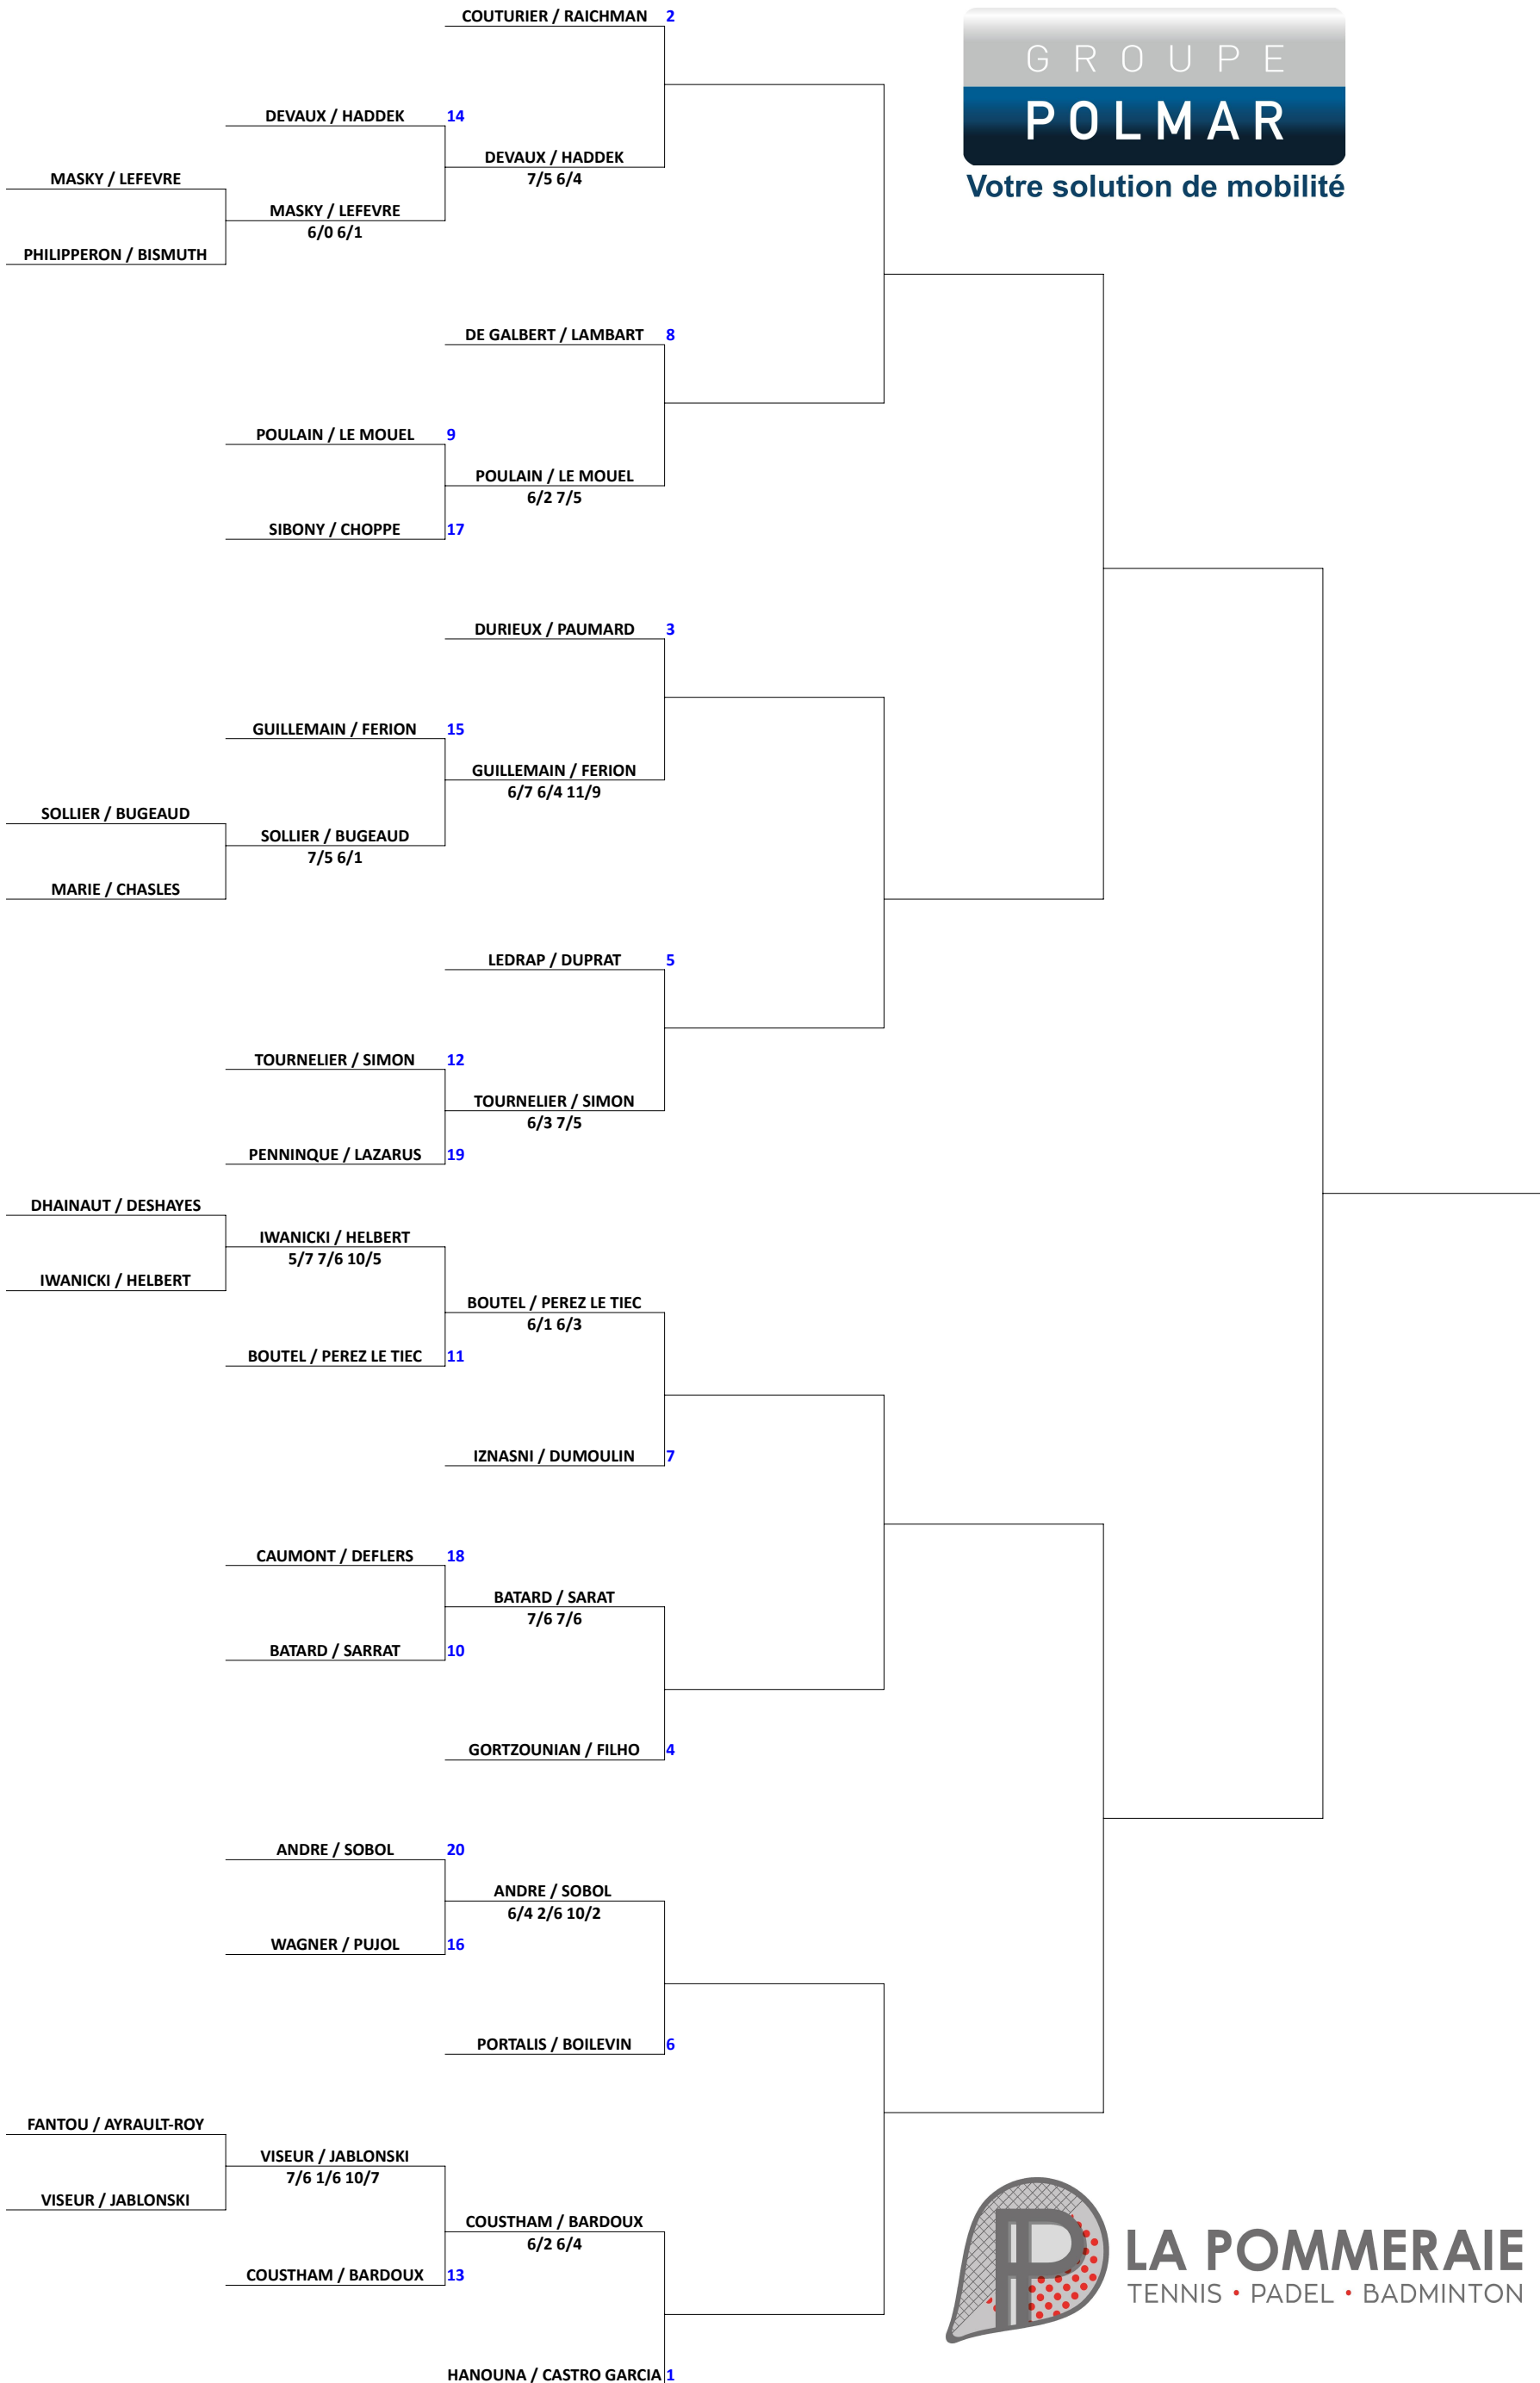 COUTURIER / RAICHMAN 2
GROUPE
POLMAR
Votre solution de mobilité
DEVAUX / HADDEK 14
DEVAUX / HADDEK
7/5 6/4
MASKY / LEFEVRE
MASKY / LEFEVRE
6/0 6/1
PHILIPPERON / BISMUTH
DE GALBERT / LAMBART 8
POULAIN / LE MOUEL 9
POULAIN / LE MOUEL
6/2 7/5
SIBONY / CHOPPE 17
DURIEUX / PAUMARD 3
GUILLEMAIN / FERION 15
GUILLEMAIN / FERION
6/7 6/4 11/9
SOLLIER / BUGEAUD
SOLLIER / BUGEAUD
7/5 6/1
MARIE / CHASLES
LEDRAP / DUPRAT 5
TOURNELIER / SIMON 12
TOURNELIER / SIMON
6/3 7/5
PENNINQUE / LAZARUS 19
DHAINAUT / DESHAYES
IWANICKI / HELBERT
5/7 7/6 10/5
IWANICKI / HELBERT
BOUTEL / PEREZ LE TIEC
6/1 6/3
BOUTEL / PEREZ LE TIEC 11
IZNASNI / DUMOULIN 7
CAUMONT / DEFLERS 18
BATARD / SARAT
7/6 7/6
BATARD / SARRAT 10
GORTZOUNIAN / FILHO 4
ANDRE / SOBOL 20
ANDRE / SOBOL
6/4 2/6 10/2
WAGNER / PUJOL 16
PORTALIS / BOILEVIN 6
FANTOU / AYRAULT-ROY
VISEUR / JABLONSKI
7/6 1/6 10/7
VISEUR / JABLONSKI
COUSTHAM / BARDOUX
6/2 6/4
COUSTHAM / BARDOUX 13
LA POMMERAIE
TENNIS • PADEL • BADMINTON
HANOUNA / CASTRO GARCIA 1